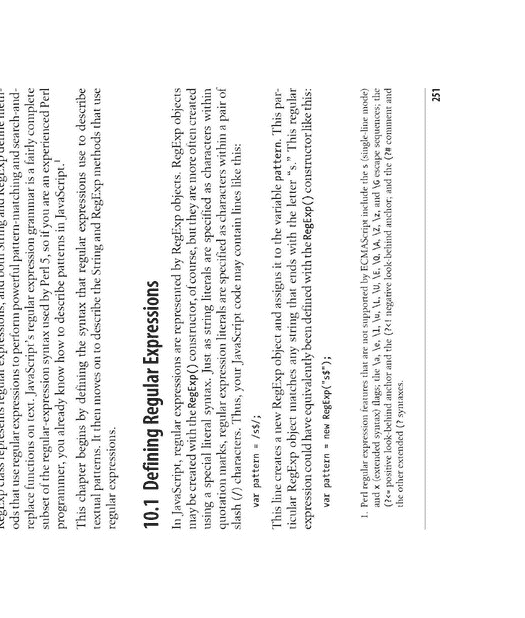 RegExp class represents regular expressions, and both String and RegExp define meth-
ods that use regular expressions to perform powerful pattern-matching and search-and-
replace functions on text. JavaScript's regular expression grammar is a fairly complete
subset of the regular-expression syntax used by Perl 5, so if you are an experienced Perl
programmer, you already know how to describe patterns in JavaScript.1
This chapter begins by defining the syntax that regular expressions use to describe
textual patterns. It then moves on to describe the String and RegExp methods that use
regular expressions.
10.1 Defining Regular Expressions
In JavaScript, regular expressions are represented by RegExp objects. RegExp objects
may be created with the RegExp() constructor, of course, but they are more often created
using a special literal syntax. Just as string literals are specified as characters within
quotation marks, regular expression literals are specified as characters within a pair of
slash (/) characters. Thus, your JavaScript code may contain lines like this:
var pattern = /s$/;
This line creates a new RegExp object and assigns it to the variable pattern. This par-
ticular RegExp object matches any string that ends with the letter “s.” This regular
expression could have equivalently been defined with the RegExp() constructor like this:
var pattern = new RegExp("s$");
1. Perl regular expression features that are not supported by ECMAScript include the s (single-line mode)
and x (extended syntax) flags; the \a, \e, \l, \u, \L, \U, \E, \Q, \A, \Z, \z, and \G escape sequences; the
(?<= positive look-behind anchor and the (?<! negative look-behind anchor; and the (?# comment and
the other extended (? syntaxes.
251